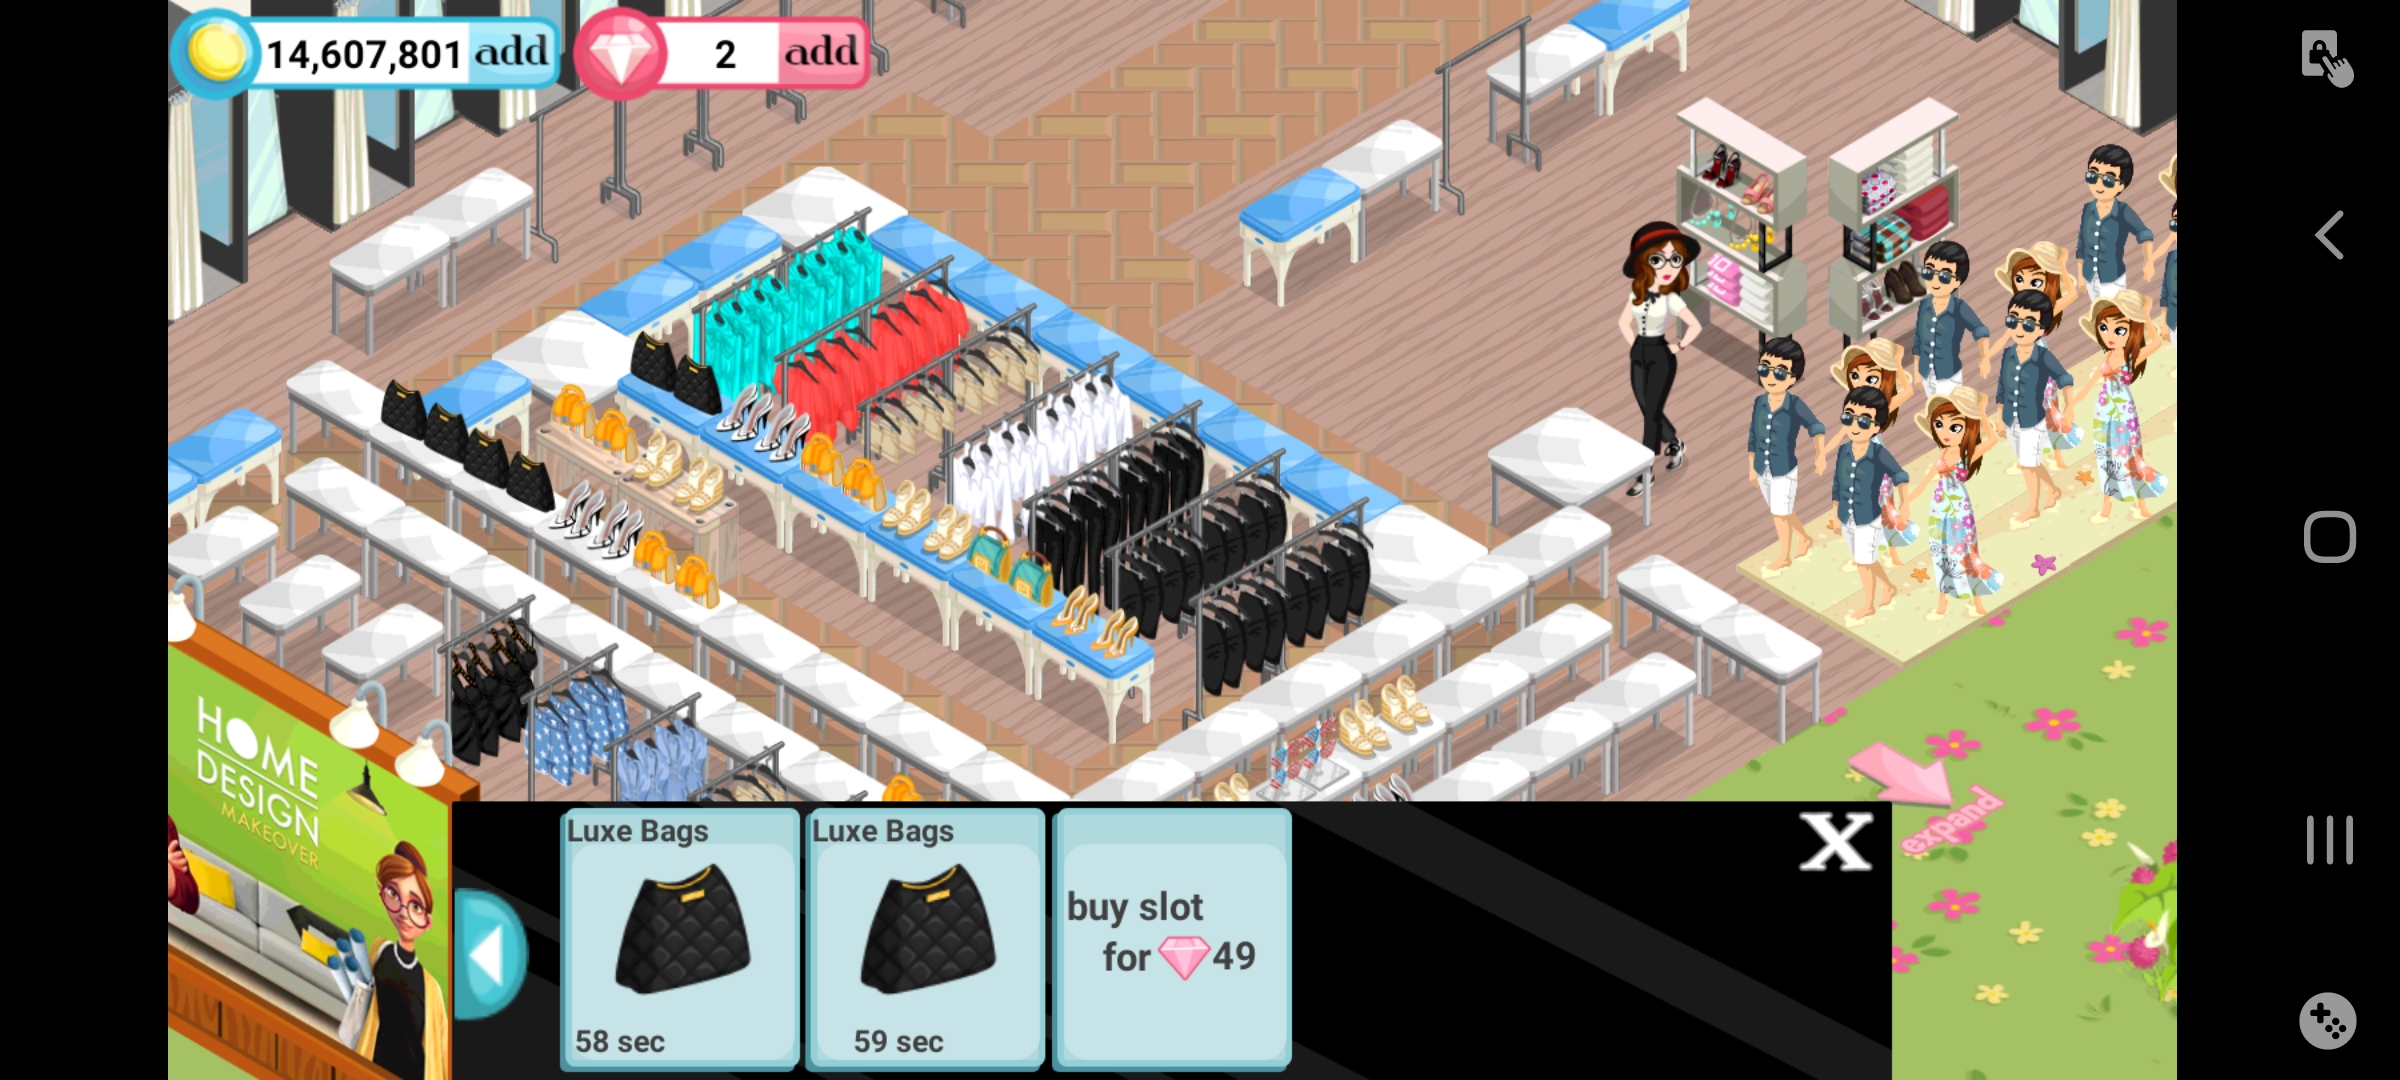 14,607,801 add
2 add
HOME
DESIGN
MAKEOVER
expand
X
Luxe Bags
58 sec
Luxe Bags
59 sec
buy slot
for 49